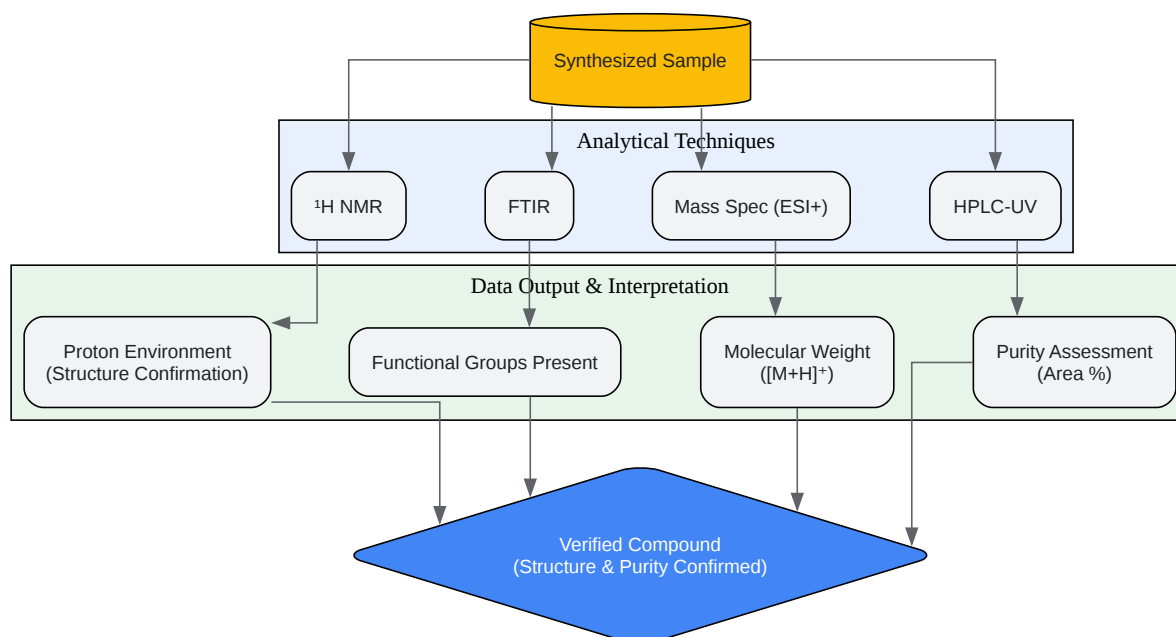 Synthesized Sample
Analytical Techniques
¹H NMR
FTIR
Mass Spec (ESI+)
HPLC-UV
Data Output & Interpretation
Proton Environment
(Structure Confirmation)
Functional Groups Present
Molecular Weight
([M+H]⁺)
Purity Assessment
(Area %)
Verified Compound
(Structure & Purity Confirmed)